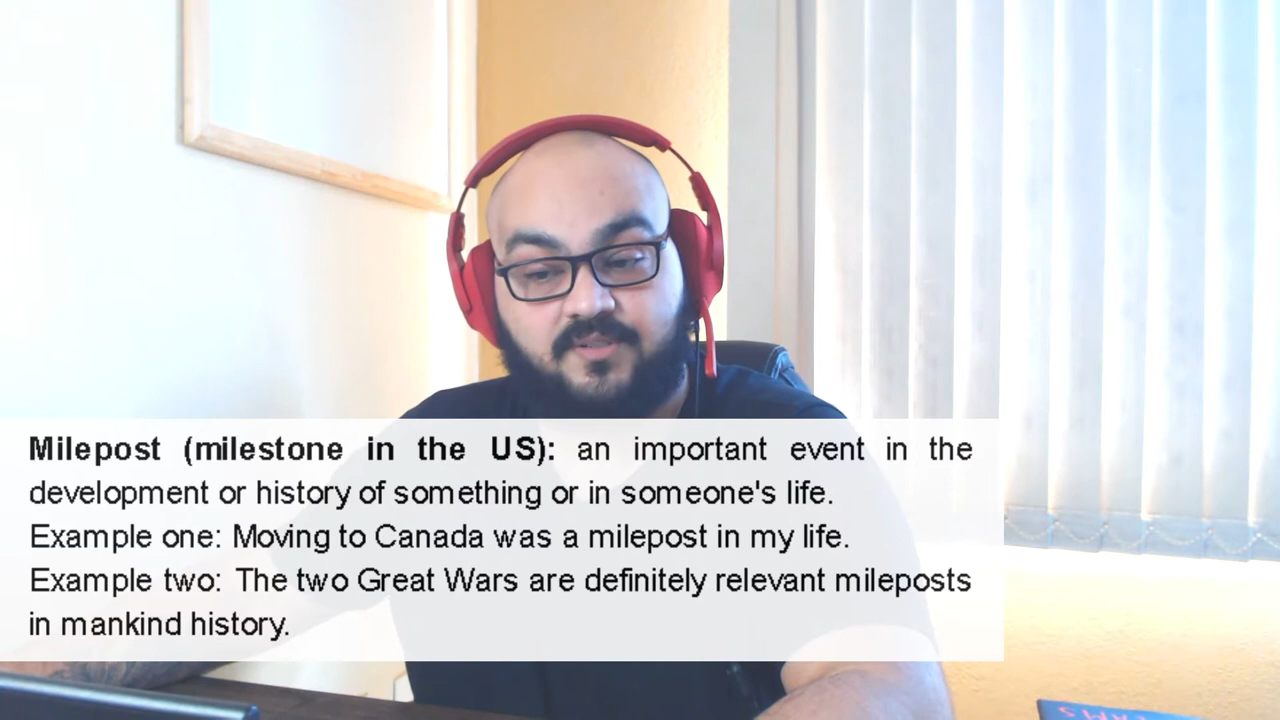 Milepost (milestone in the US): an important event in the
development or history of something or in someone's life.
Example one: Moving to Canada was a milepost in my life.
Example two: The two Great Wars are definitely relevant mileposts
in mankind history.